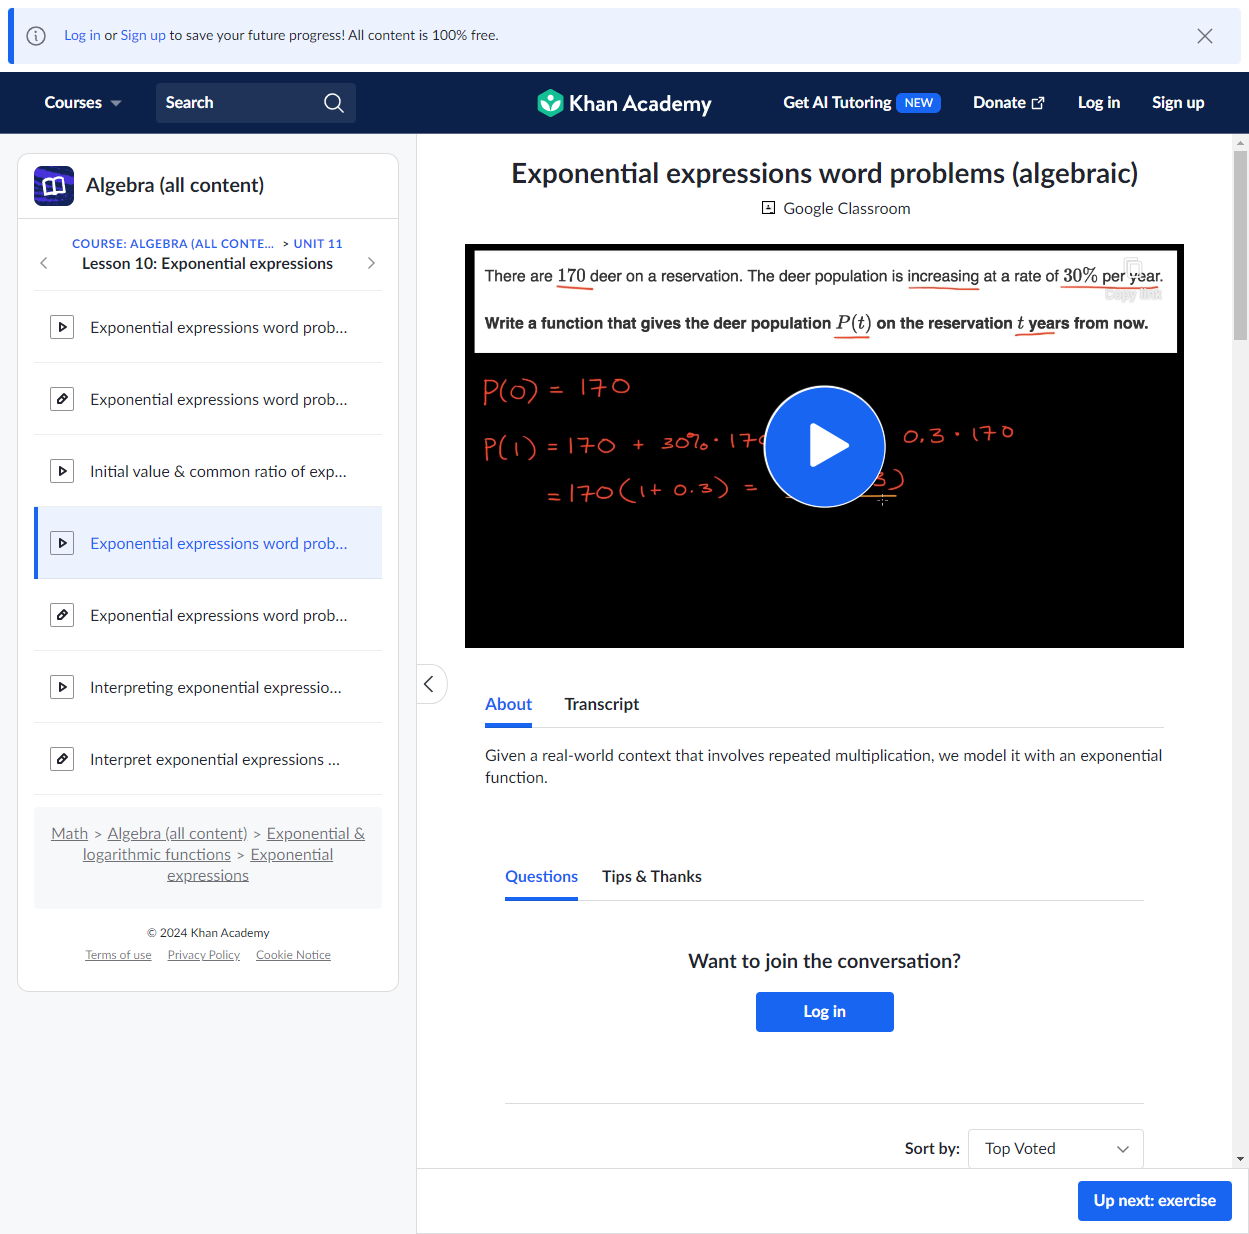 Log in or Sign up to save your future progress! All content is 100% free.
Courses
Search
Khan Academy
Get AI Tutoring NEW
Donate
Log in
Sign up
Algebra (all content)
COURSE: ALGEBRA (ALL CONTE... > UNIT 11
Lesson 10: Exponential expressions
Exponential expressions word prob...
Exponential expressions word prob...
Initial value & common ratio of exp...
Exponential expressions word prob...
Exponential expressions word prob...
Interpreting exponential expressio...
Interpret exponential expressions ...
Math > Algebra (all content) > Exponential &
logarithmic functions > Exponential
expressions
© 2024 Khan Academy
Terms of use Privacy Policy Cookie Notice
Exponential expressions word problems (algebraic)
Google Classroom
There are 170 deer on a reservation. The deer population is increasing at a rate of 30% per year.
Copy link
Write a function that gives the deer population P(t) on the reservation t years from now.
P(0) = 170
P(1) = 170 + 30% · 170 0.3 · 170
= 170 (1 + 0.3) = 3)
About Transcript
Given a real-world context that involves repeated multiplication, we model it with an exponential
function.
Questions Tips & Thanks
Want to join the conversation?
Log in
Sort by: Top Voted
Up next: exercise